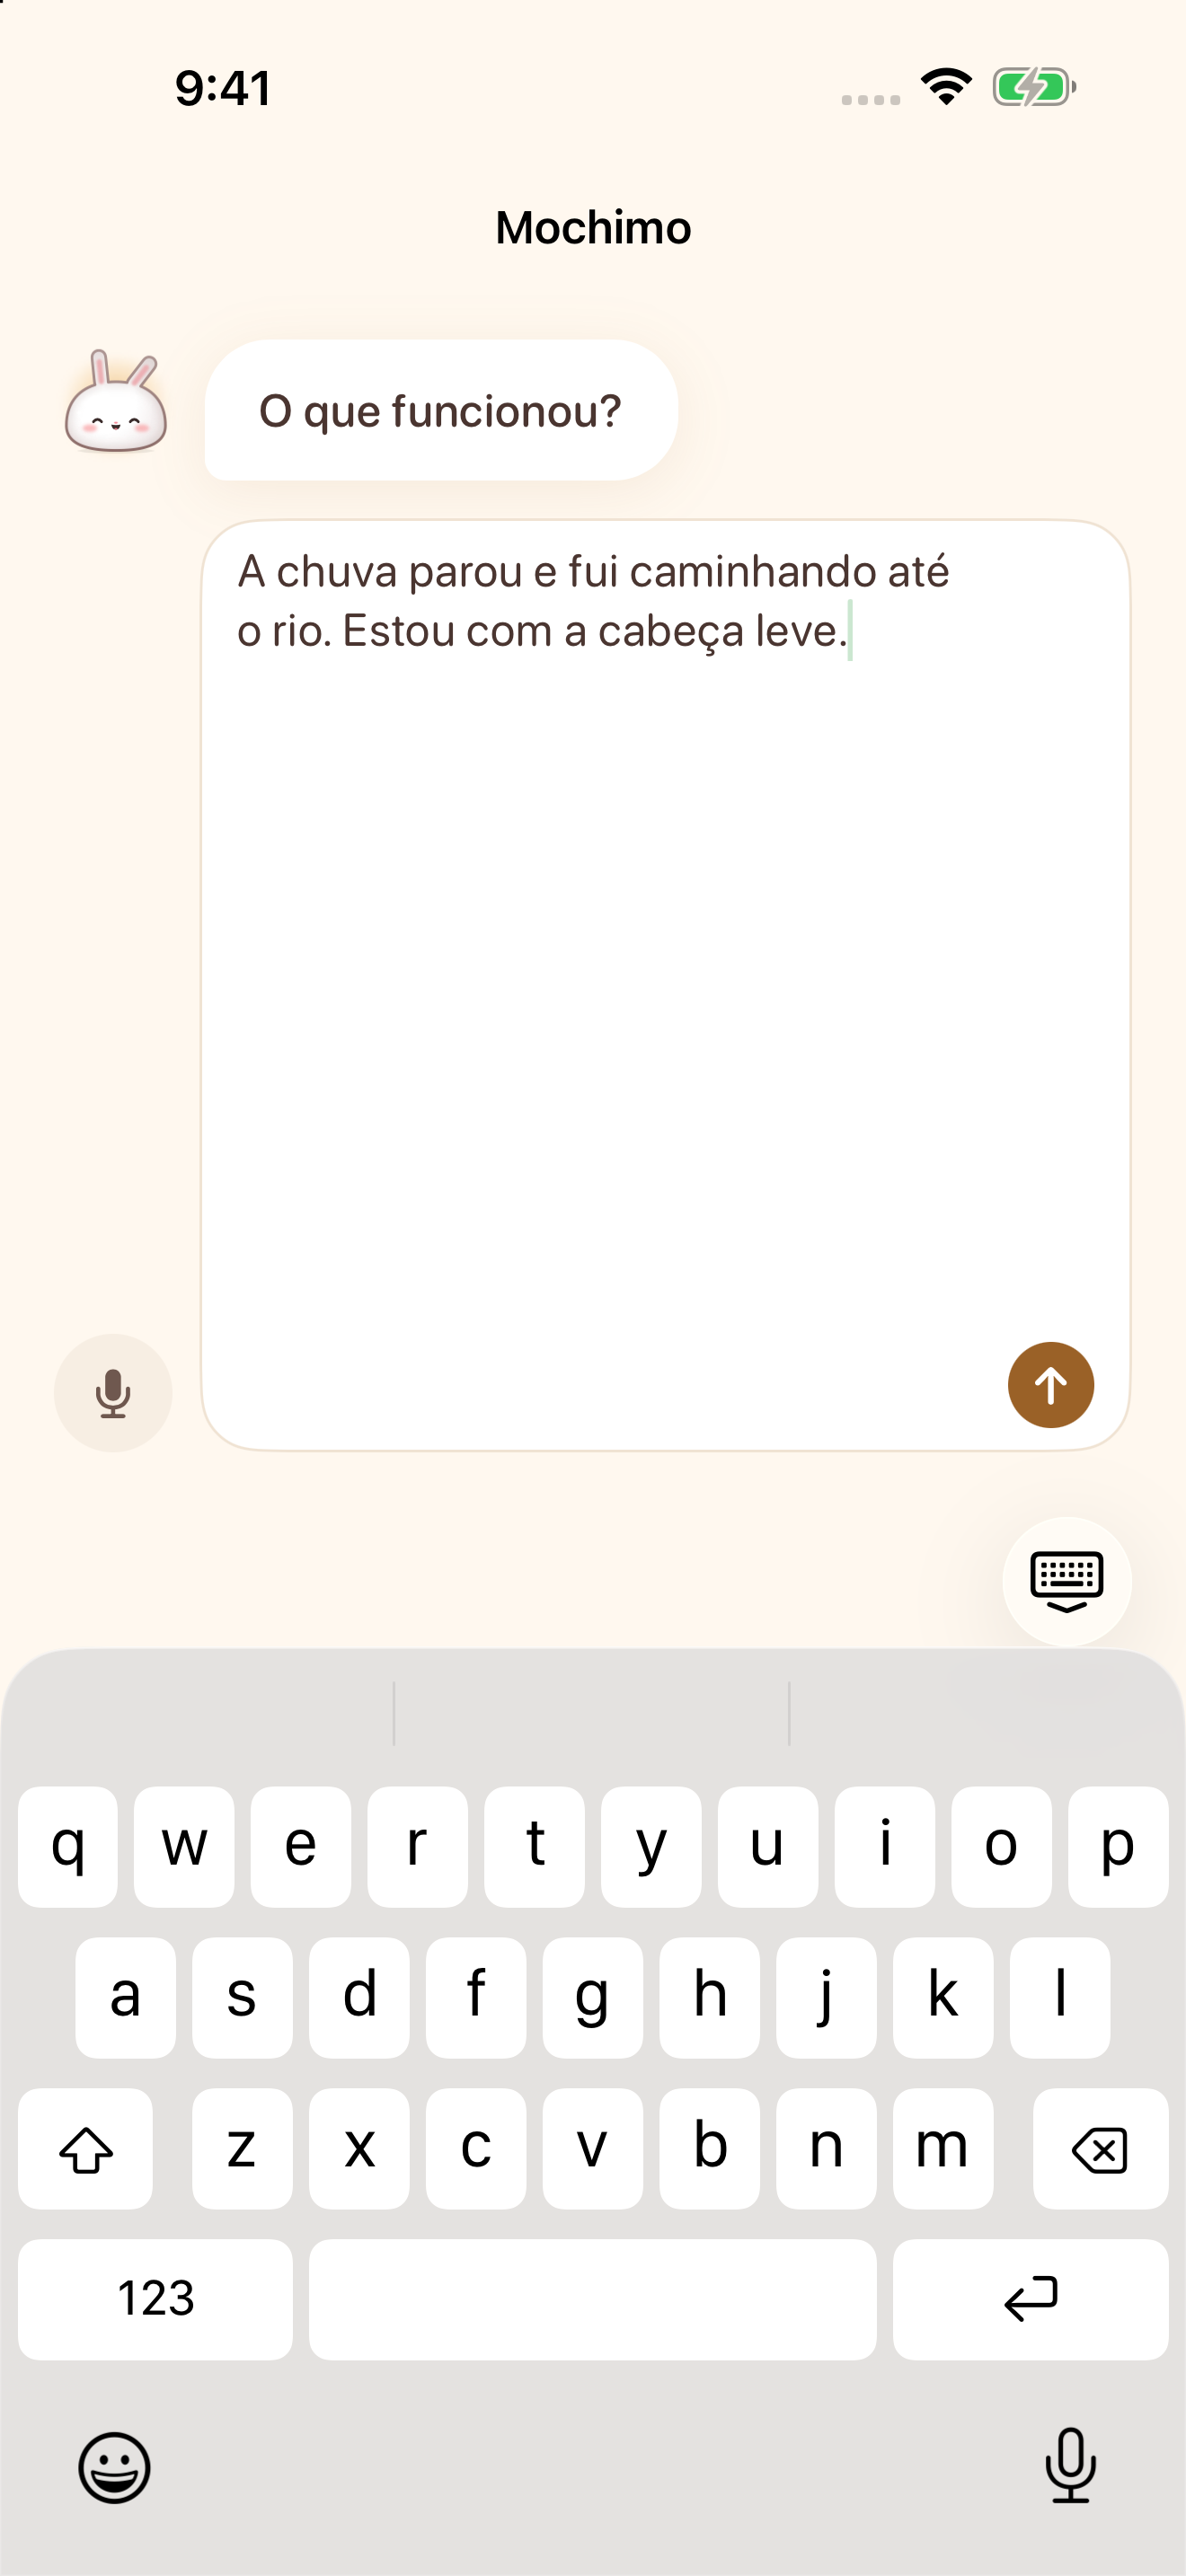 9:41
Mochimo
O que funcionou?
A chuva parou e fui caminhando até
o rio. Estou com a cabeça leve.
q w e r t y u i o p
a s d f g h j k l
z x c v b n m
123